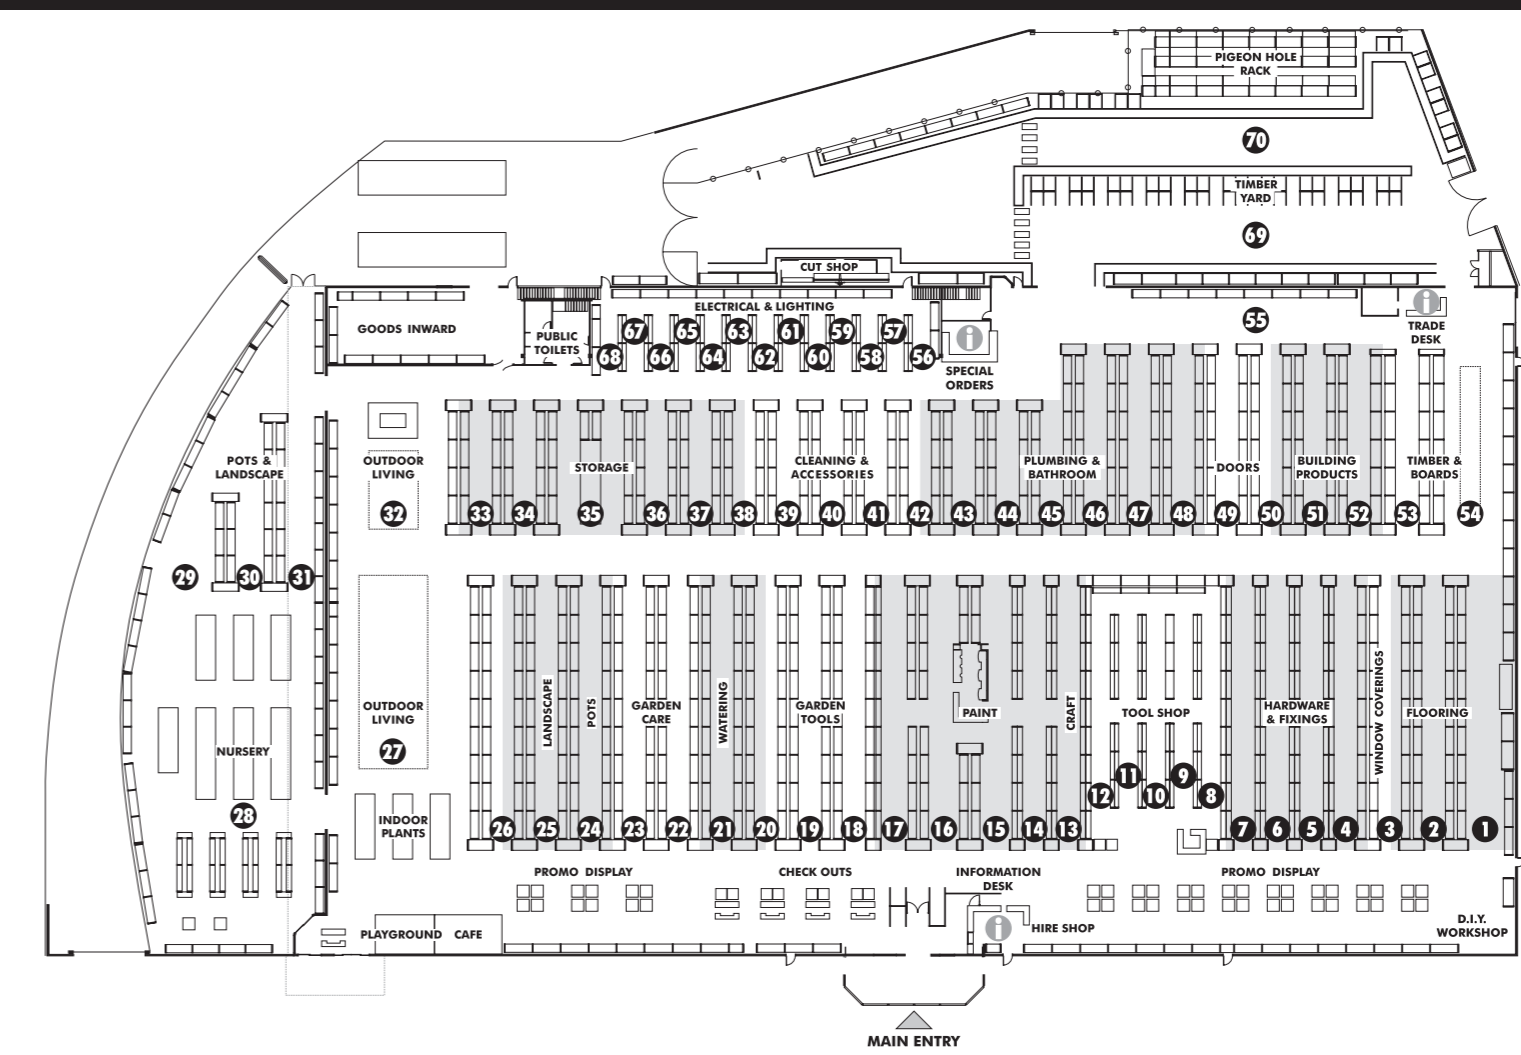 PIGEON HOLE
RACK
70
TIMBER
YARD
69
CUT SHOP
ELECTRICAL & LIGHTING
GOODS INWARD
PUBLIC
TOILETS
67
65
63
61
59
57
68
66
64
62
60
58
56
i
SPECIAL
ORDERS
55
i
TRADE
DESK
POTS &
LANDSCAPE
OUTDOOR
LIVING
STORAGE
CLEANING &
ACCESSORIES
PLUMBING &
BATHROOM
DOORS
BUILDING
PRODUCTS
TIMBER &
BOARDS
32
33
34
35
36
37
38
39
40
41
42
43
44
45
46
47
48
49
50
51
52
53
54
29
30
31
OUTDOOR
LIVING
27
LANDSCAPE
POTS
GARDEN
CARE
WATERING
GARDEN
TOOLS
PAINT
CRAFT
TOOL SHOP
HARDWARE
& FIXINGS
WINDOW COVERINGS
FLOORING
NURSERY
28
INDOOR
PLANTS
12
11
10
9
8
26
25
24
23
22
21
20
19
18
17
16
15
14
13
7
6
5
4
3
2
1
PROMO DISPLAY
CHECK OUTS
INFORMATION
DESK
PROMO DISPLAY
PLAYGROUND CAFE
i
HIRE SHOP
D.I.Y.
WORKSHOP
MAIN ENTRY